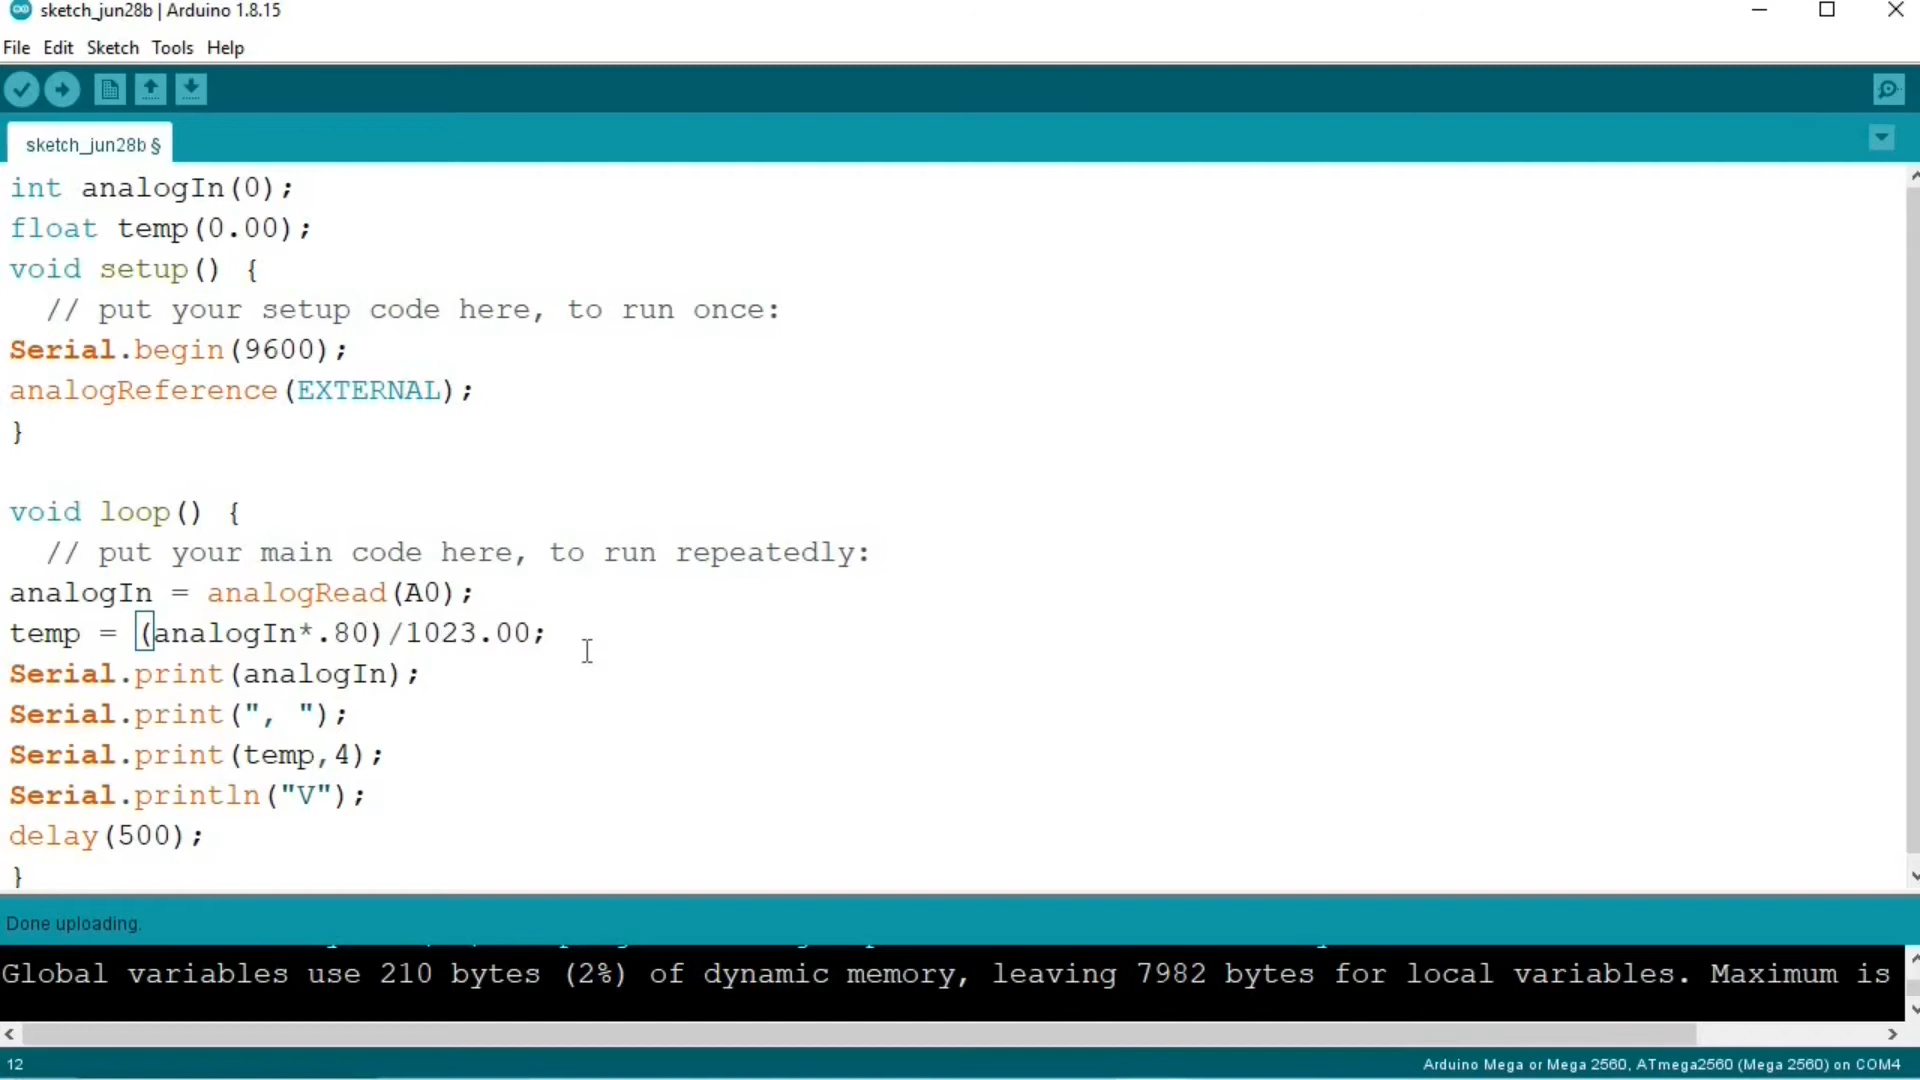 sketch_jun28b | Arduino 1.8.15
File Edit Sketch Tools Help
sketch_jun28b §
int analogIn(0);
float temp(0.00);
void setup() {
// put your setup code here, to run once:
Serial.begin(9600);
analogReference(EXTERNAL);
}
void loop() {
// put your main code here, to run repeatedly:
analogIn = analogRead(A0);
temp = (analogIn*.80)/1023.00;
Serial.print(analogIn);
Serial.print(", ");
Serial.print(temp,4);
Serial.println("V");
delay(500);
}
Done uploading.
Global variables use 210 bytes (2%) of dynamic memory, leaving 7982 bytes for local variables. Maximum is
12
Arduino Mega or Mega 2560, ATmega2560 (Mega 2560) on COM4